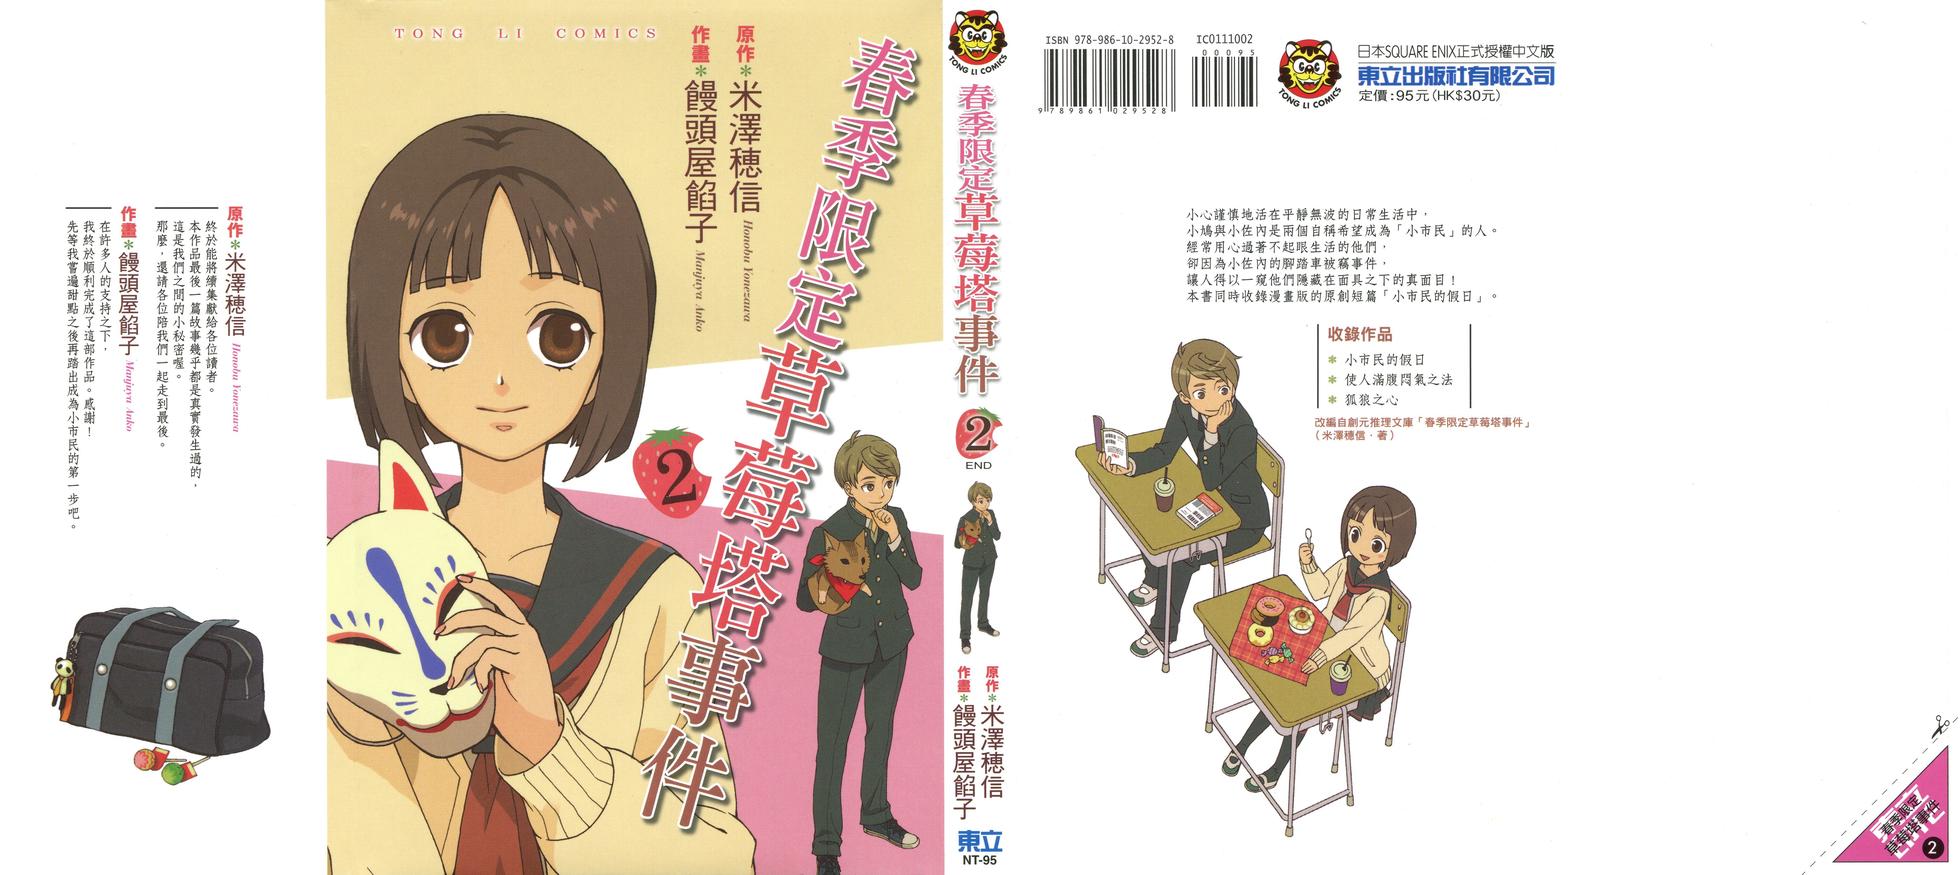 原作*米澤穂信 Honobu Yonezawa
終於能將續集獻給各位讀者。
本作品最後一篇故事幾乎都是真實發生過的，
這是我們之間的小秘密喔。
那麼，還請各位陪我們一起走到最後。
作畫*饅頭屋餡子 Manjuya Anko
在許多人的支持之下，
我終於順利完成了這部作品。感謝！
先等我嘗遍甜點之後再踏出成為小市民的第一步吧。
TONG LI COMICS
原作*米澤穂信 Honobu Yonezawa
作畫*饅頭屋餡子 Manjuya Anko
春季限定草莓塔事件
2
TONG LI COMICS
春季限定草莓塔事件
2
END
原作*米澤穂信
作畫*饅頭屋餡子
東立
NT-95
ISBN 978-986-10-2952-8
9 789861 029528
IC0111002
00095
TONG LI COMICS
日本SQUARE ENIX正式授權中文版
東立出版社有限公司
定價:95元(HK$30元)
小心謹慎地活在平靜無波的日常生活中，
小鳩與小佐內是兩個自稱希望成為「小市民」的人。
經常用心過著不起眼生活的他們，
卻因為小佐內的腳踏車被竊事件，
讓人得以一窺他們隱藏在面具之下的真面目！
本書同時收錄漫畫版的原創短篇「小市民的假日」。
收錄作品
* 小市民的假日
* 使人滿腹悶氣之法
* 狐狼之心
改編自創元推理文庫「春季限定草莓塔事件」
（米澤穂信‧著）
東立
春季限定
草莓塔事件
2